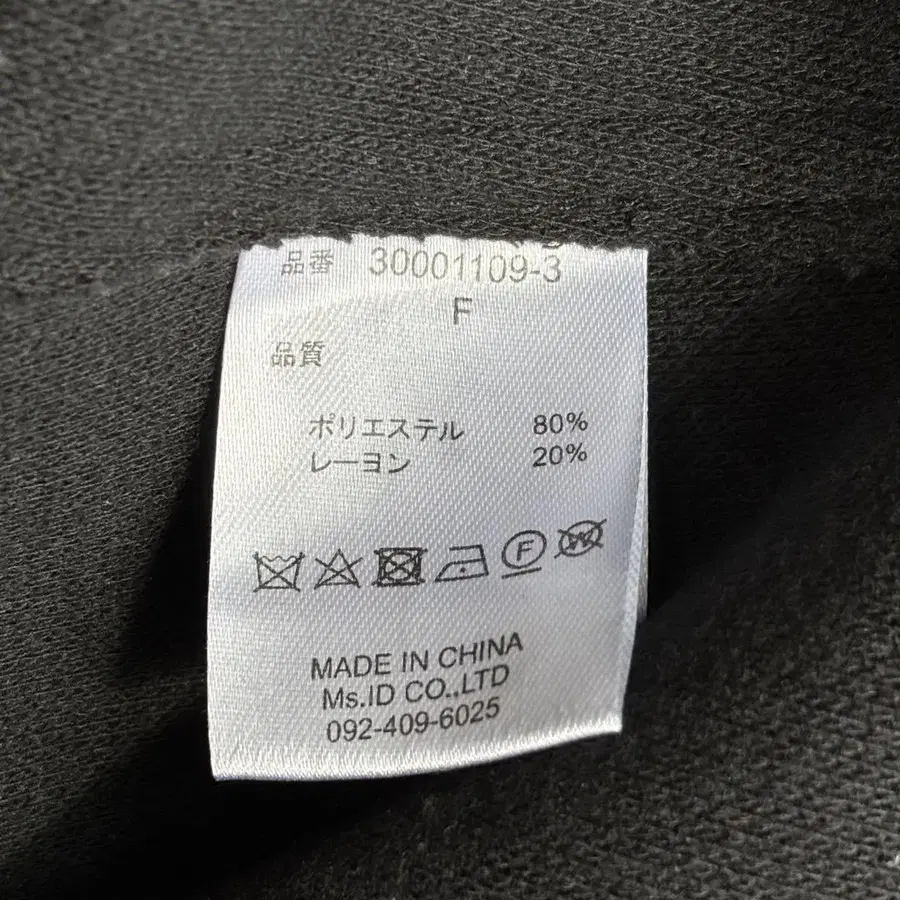 品番 30001109-3
F
品質
ポリエステル 80%
レーヨン 20%
F W
MADE IN CHINA
Ms.ID CO.,LTD
092-409-6025